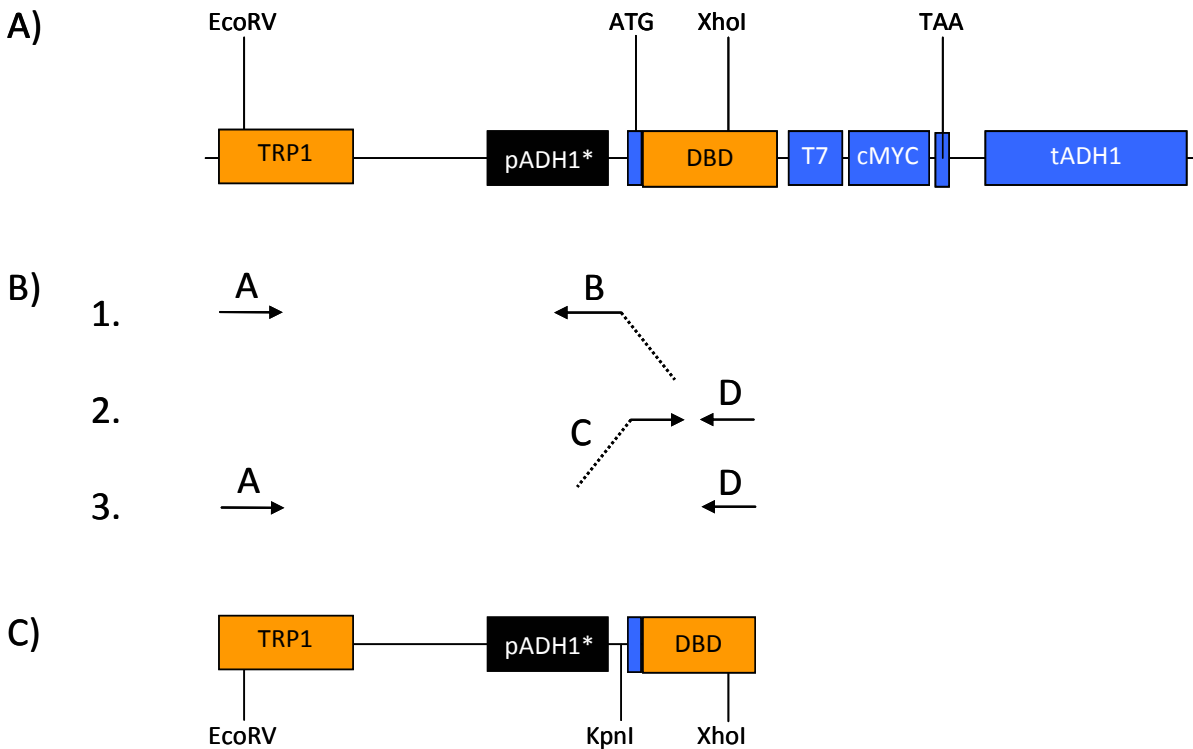 A)
EcoRV ATG XhoI TAA
TRP1 pADH1* DBD T7 cMYC tADH1
B)
1. A B
2. C D
3. A D
C)
TRP1 pADH1* DBD
EcoRV KpnI XhoI